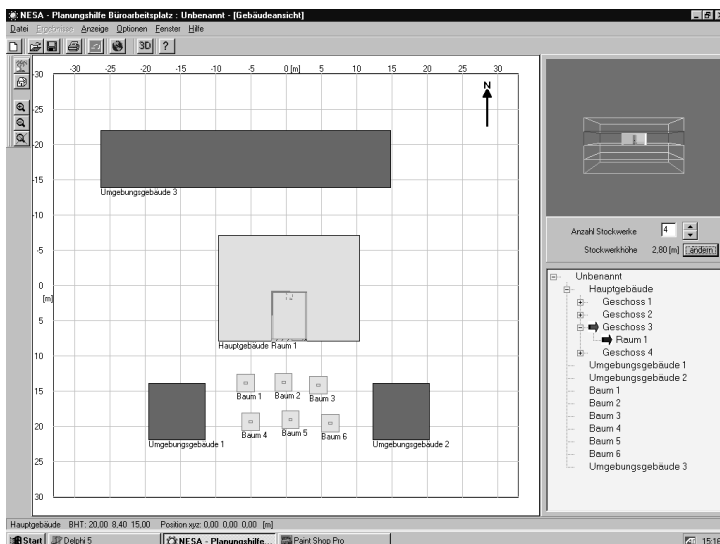 NESA - Planungshilfe Büroarbeitsplatz : Unbenannt - [Gebäudeansicht]
Datei Ergebnisse Anzeige Optionen Fenster Hilfe
3D ?
-30 -25 -20 -15 -10 -5 0 [m] 5 10 15 20 25 30
-30
-25
-20
-15
-10
-5
0
[m]
5
10
15
20
25
30
N
Umgebungsgebäude 3
Hauptgebäude Raum 1
Baum 1
Baum 2
Baum 3
Baum 4
Baum 5
Baum 6
Umgebungsgebäude 1
Umgebungsgebäude 2
Anzahl Stockwerke 4
Stockwerkhöhe 2,80 [m] ändern
Unbenannt
Hauptgebäude
Geschoss 1
Geschoss 2
Geschoss 3
Raum 1
Geschoss 4
Umgebungsgebäude 1
Umgebungsgebäude 2
Baum 1
Baum 2
Baum 3
Baum 4
Baum 5
Baum 6
Umgebungsgebäude 3
Hauptgebäude BHT: 20,00 8,40 15,00 Position xyz: 0,00 0,00 0,00 [m]
Start Delphi 5 NESA - Planungshilfe... Paint Shop Pro